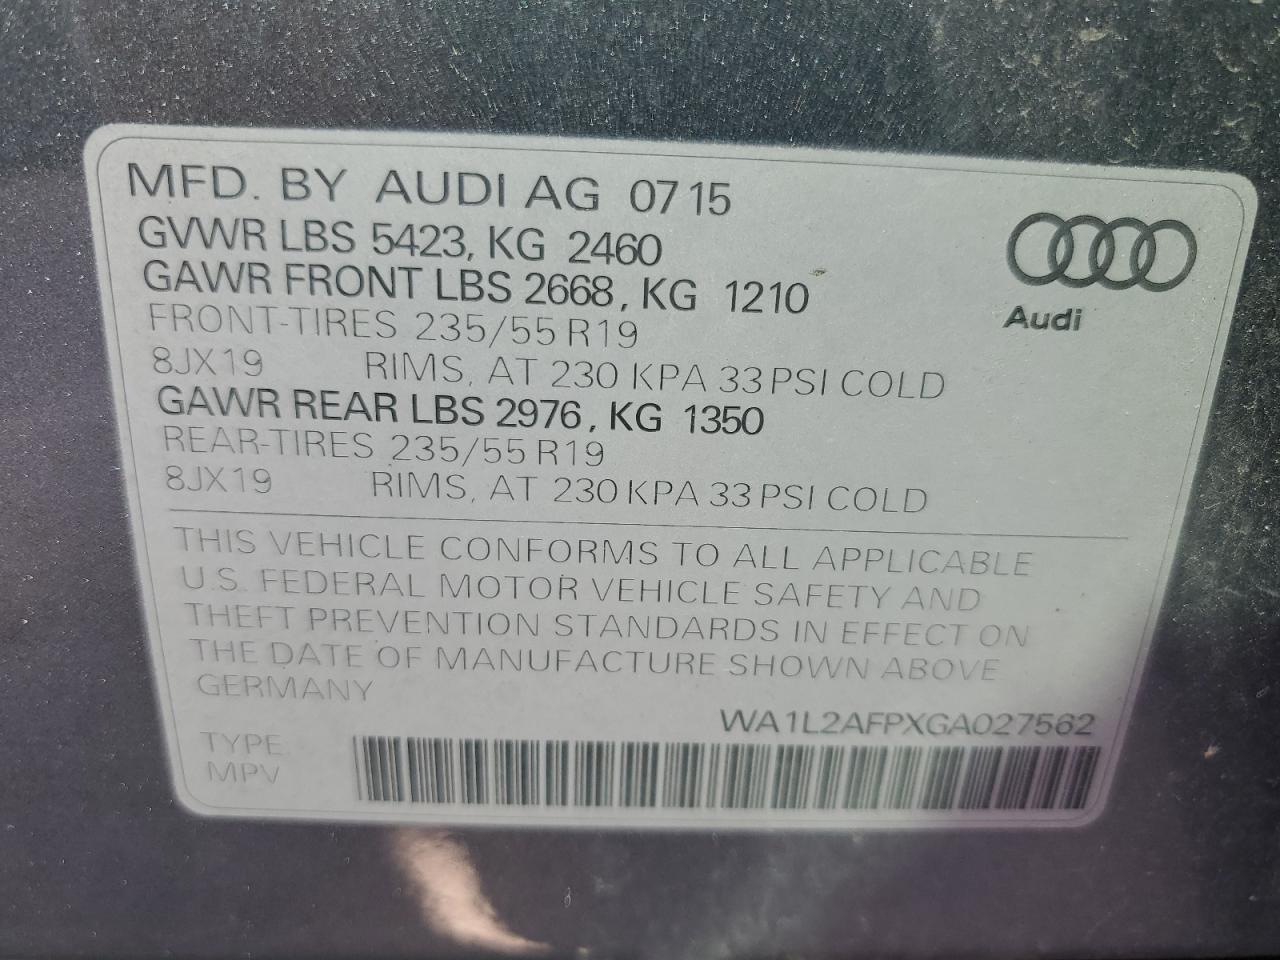 MFD. BY AUDI AG 07 15
GVWR LBS 5423, KG 2460
GAWR FRONT LBS 2668, KG 1210
FRONT-TIRES 235/55 R19
8JX19 RIMS, AT 230 KPA 33 PSI COLD
GAWR REAR LBS 2976, KG 1350
REAR-TIRES 235/55 R19
8JX19 RIMS, AT 230 KPA 33 PSI COLD
Audi
THIS VEHICLE CONFORMS TO ALL APPLICABLE
U.S. FEDERAL MOTOR VEHICLE SAFETY AND
THEFT PREVENTION STANDARDS IN EFFECT ON
THE DATE OF MANUFACTURE SHOWN ABOVE
GERMANY
WA1L2AFPXGA027562
TYPE
MPV